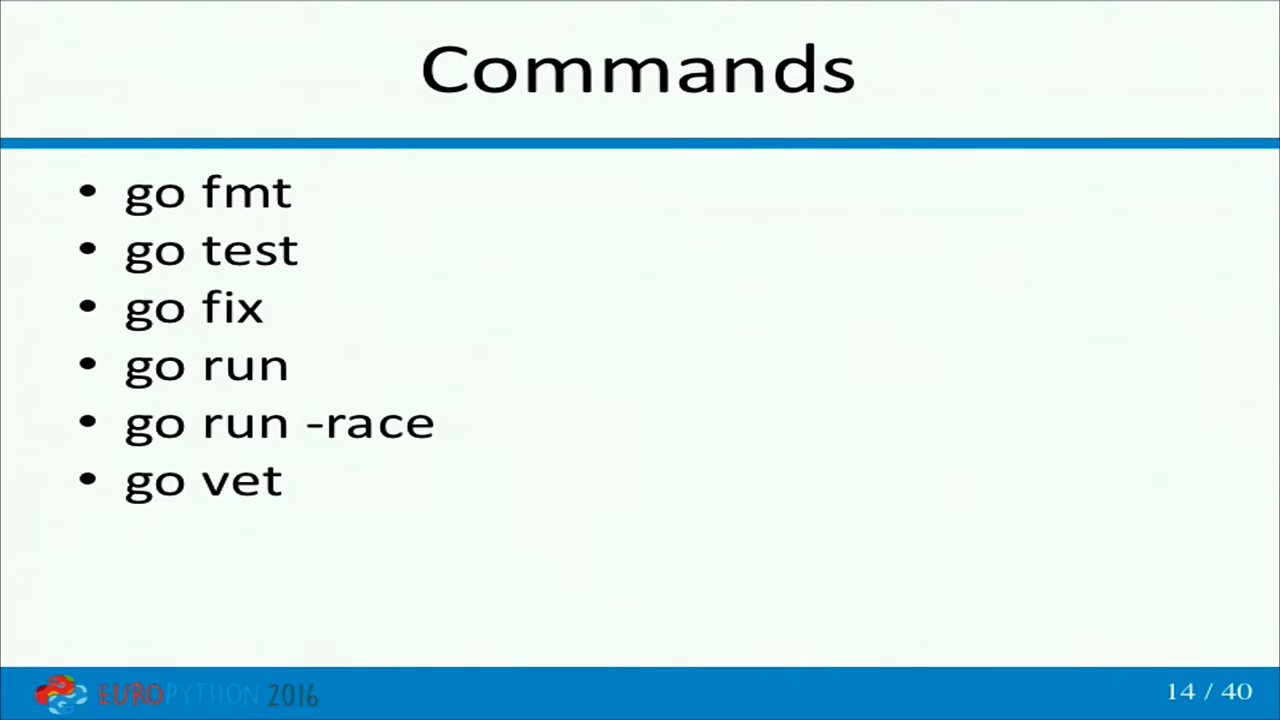 Commands
• go fmt
• go test
• go fix
• go run
• go run -race
• go vet
EUROPYTHON 2016
14 / 40